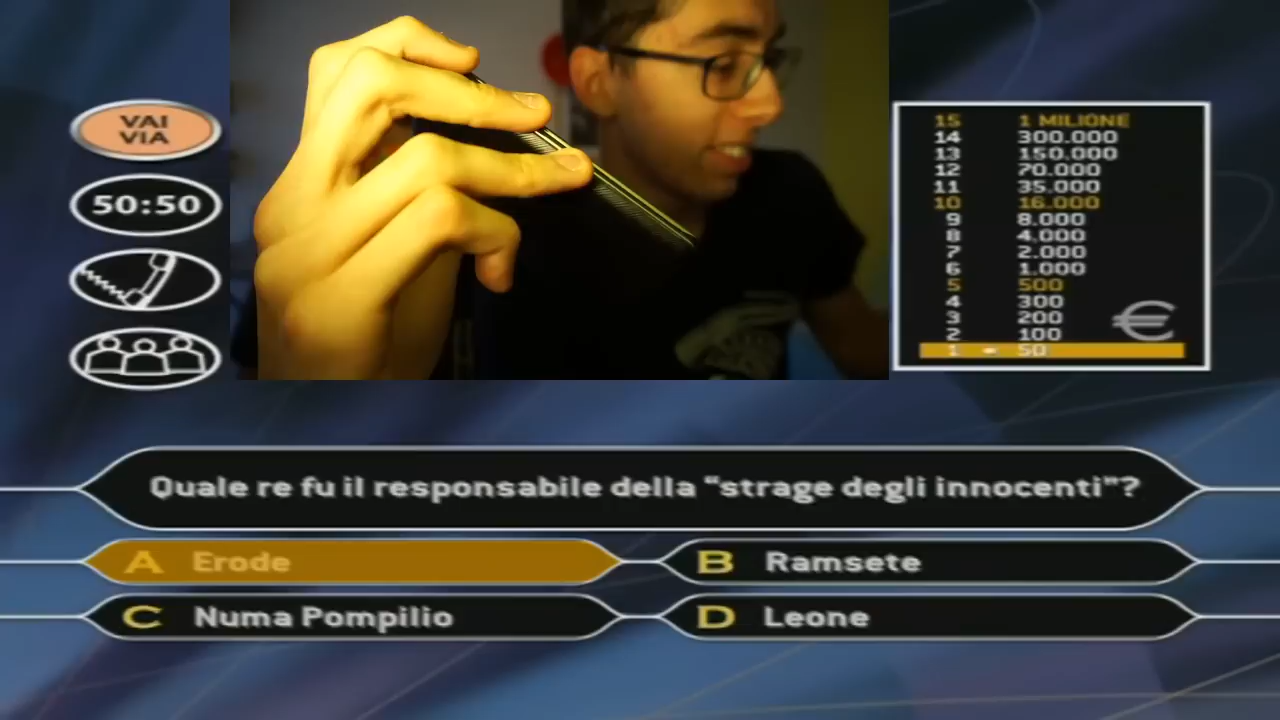 VAI
VIA
50:50
15 1 MILIONE
14 300.000
13 150.000
12 70.000
11 35.000
10 16.000
9 8.000
8 4.000
7 2.000
6 1.000
5 500
4 300
3 200
2 100
1 50
€
Quale re fu il responsabile della "strage degli innocenti"?
A Erode
B Ramsete
C Numa Pompilio
D Leone